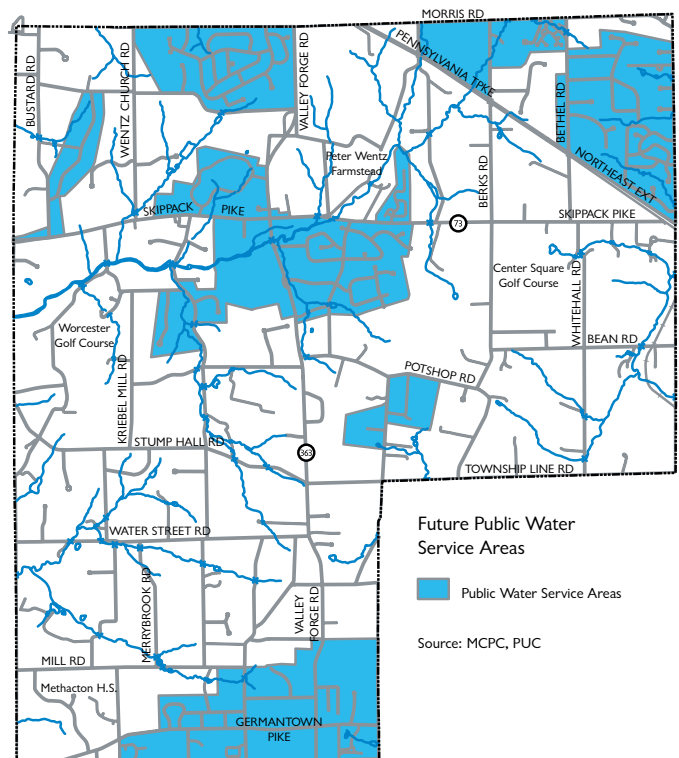 MORRIS RD
PENNSYLVANIA TPKE
BUSTARD RD
WENTZ CHURCH RD
VALLEY FORGE RD
BETHEL RD
NORTHEAST EXT
Peter Wentz
Farmstead
BERKS RD
SKIPPACK PIKE
SKIPPACK PIKE
73
Center Square
Golf Course
WHITEHALL RD
Worcester
Golf Course
BEAN RD
KRIEBEL MILL RD
POTSHOP RD
STUMP HALL RD
363
TOWNSHIP LINE RD
WATER STREET RD
MERRYBROOK RD
VALLEY
FORGE RD
MILL RD
Methacton H.S.
GERMANTOWN
PIKE
Future Public Water
Service Areas
Public Water Service Areas
Source: MCPC, PUC